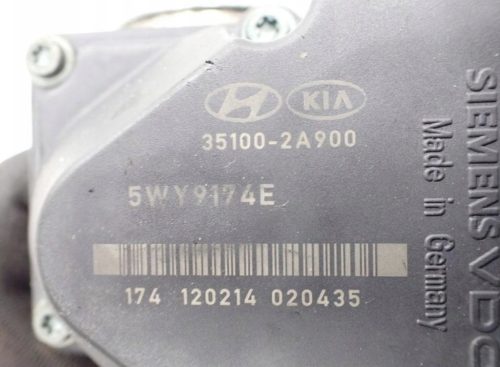 KIA
35100-2A900
5WY9174E
174 120214 020435
Made in Germany
SIEMENS VDO